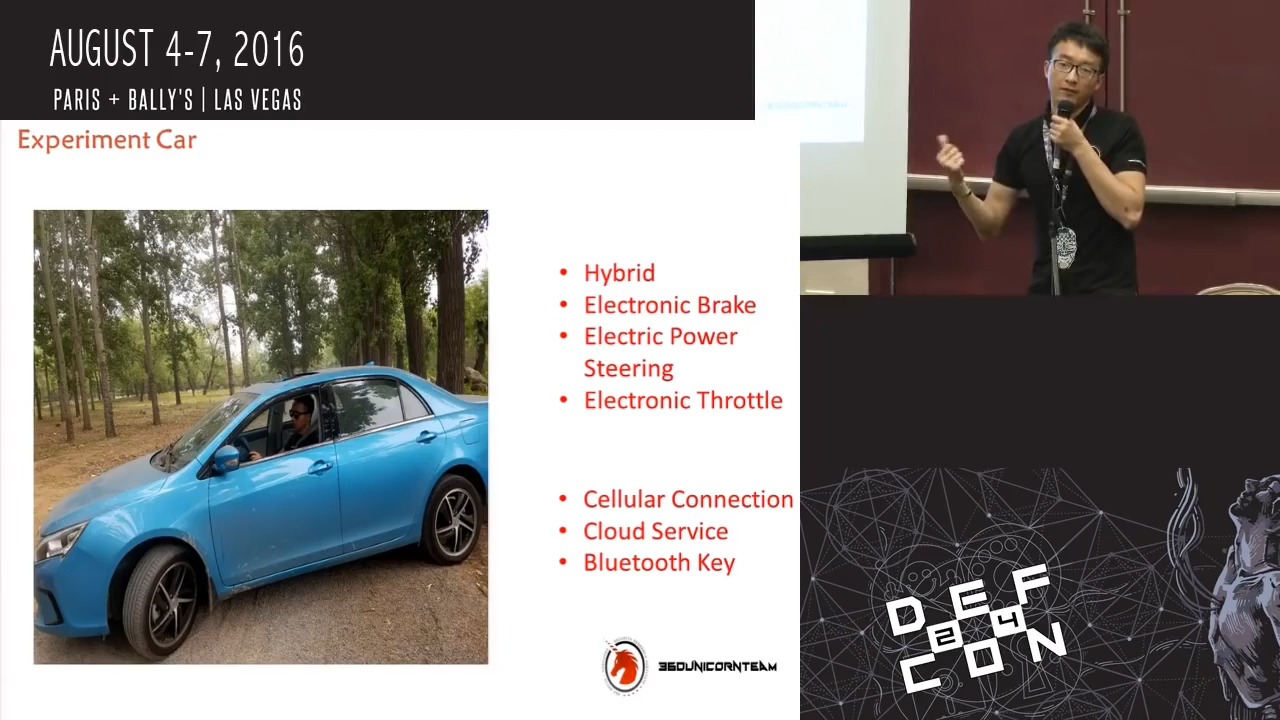 AUGUST 4-7, 2016
PARIS + BALLY'S | LAS VEGAS
Experiment Car
• Hybrid
• Electronic Brake
• Electric Power
Steering
• Electronic Throttle
• Cellular Connection
• Cloud Service
• Bluetooth Key
360UNICORNTEAM
DEF
24
CON